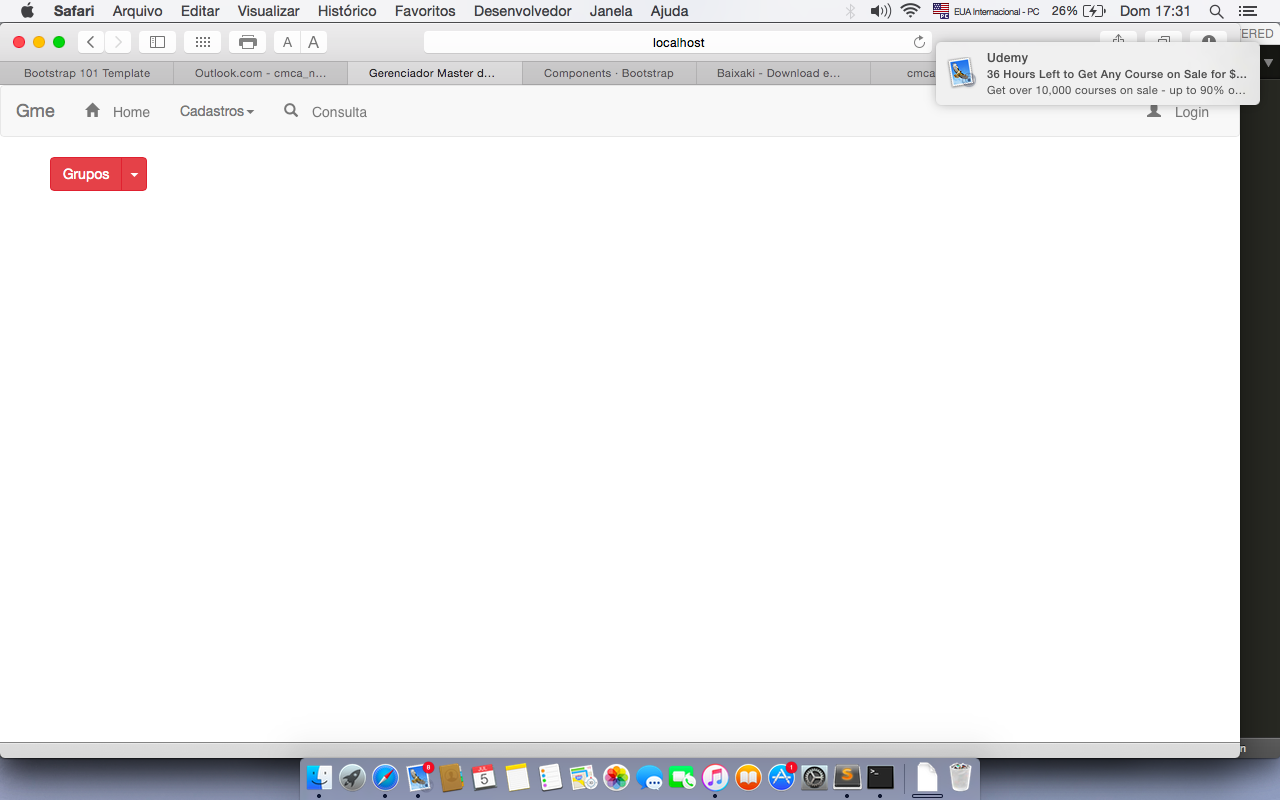 Safari Arquivo Editar Visualizar Histórico Favoritos Desenvolvedor Janela Ajuda EUA Internacional - PC 26% Dom 17:31
A A localhost
ERED
Udemy
36 Hours Left to Get Any Course on Sale for $...
Get over 10,000 courses on sale - up to 90% o...
Bootstrap 101 Template Outlook.com - cmca_n... Gerenciador Master d... Components · Bootstrap Baixaki - Download e... cmca
Gme Home Cadastros Consulta Login
Grupos
n
8
JUL
5
1
S
>_